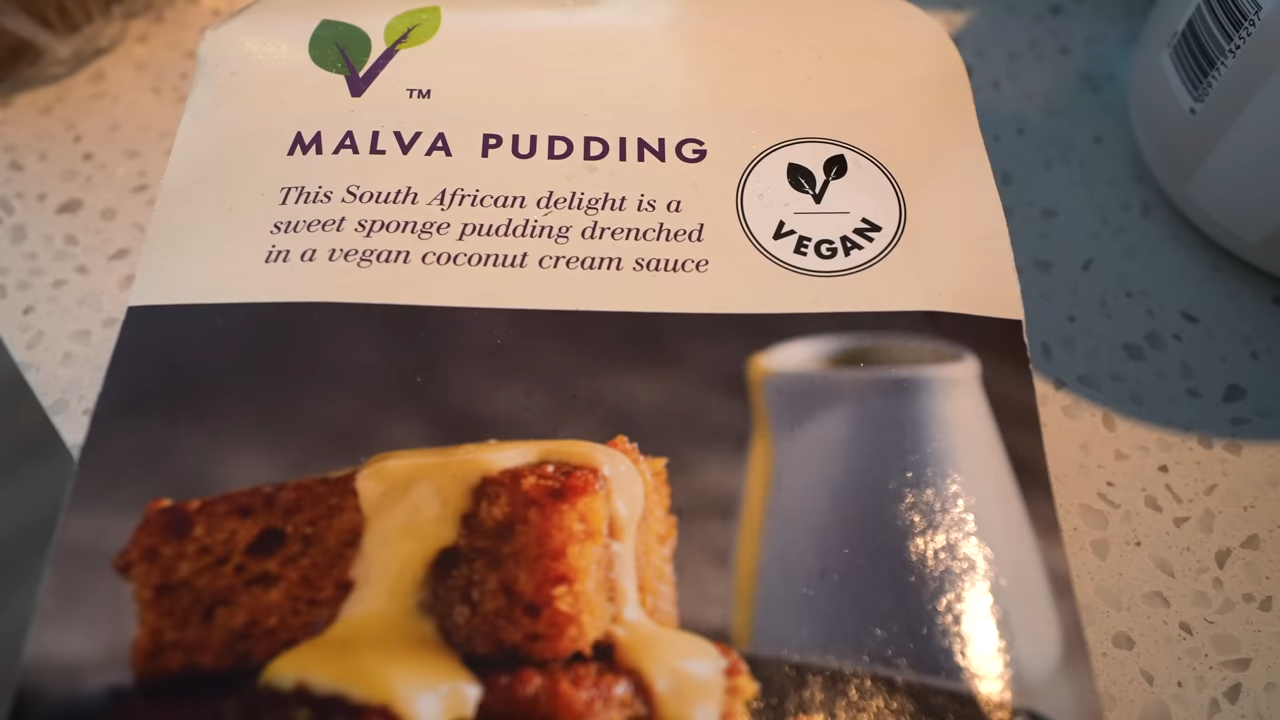 TM
MALVA PUDDING
This South African delight is a
sweet sponge pudding drenched
in a vegan coconut cream sauce
VEGAN